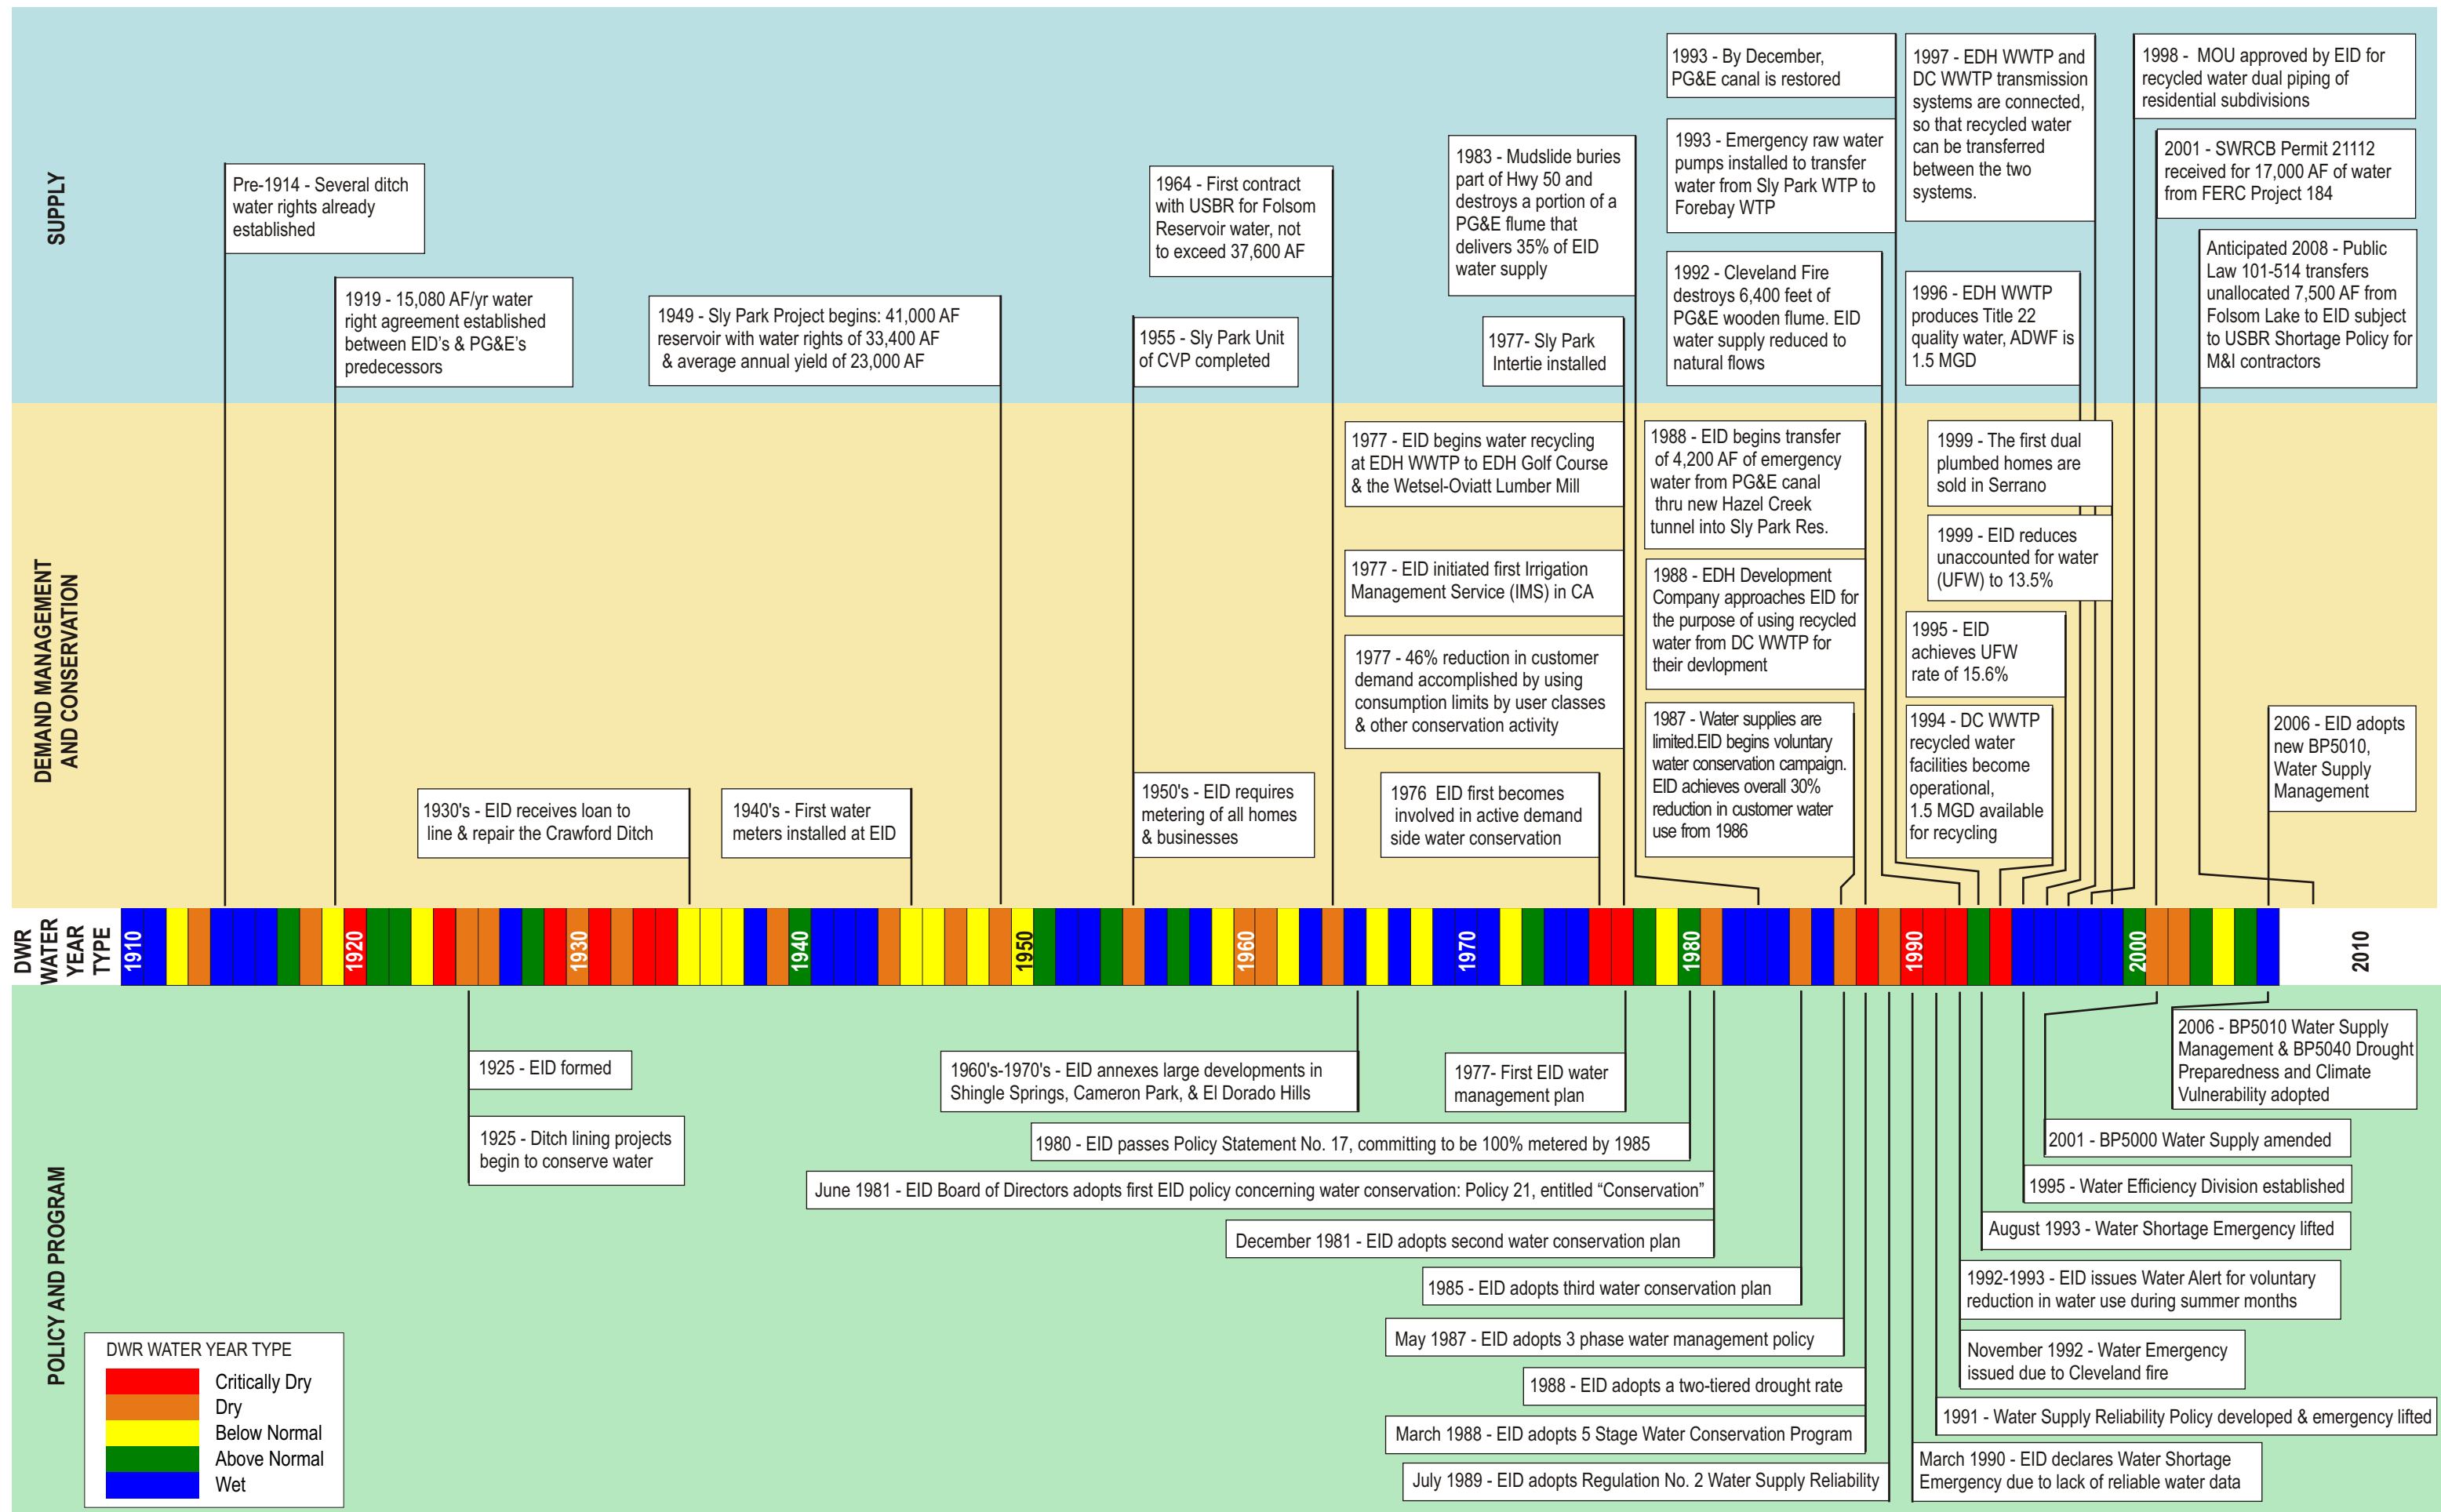 SUPPLY
Pre-1914 - Several ditch
water rights already
established
1919 - 15,080 AF/yr water
right agreement established
between EID's & PG&E's
predecessors
1949 - Sly Park Project begins: 41,000 AF
reservoir with water rights of 33,400 AF
& average annual yield of 23,000 AF
1955 - Sly Park Unit
of CVP completed
1964 - First contract
with USBR for Folsom
Reservoir water, not
to exceed 37,600 AF
1983 - Mudslide buries
part of Hwy 50 and
destroys a portion of a
PG&E flume that
delivers 35% of EID
water supply
1977- Sly Park
Intertie installed
1993 - By December,
PG&E canal is restored
1993 - Emergency raw water
pumps installed to transfer
water from Sly Park WTP to
Forebay WTP
1992 - Cleveland Fire
destroys 6,400 feet of
PG&E wooden flume. EID
water supply reduced to
natural flows
1997 - EDH WWTP and
DC WWTP transmission
systems are connected,
so that recycled water
can be transferred
between the two
systems.
1996 - EDH WWTP
produces Title 22
quality water, ADWF is
1.5 MGD
1998 - MOU approved by EID for
recycled water dual piping of
residential subdivisions
2001 - SWRCB Permit 21112
received for 17,000 AF of water
from FERC Project 184
Anticipated 2008 - Public
Law 101-514 transfers
unallocated 7,500 AF from
Folsom Lake to EID subject
to USBR Shortage Policy for
M&I contractors
DEMAND MANAGEMENT
AND CONSERVATION
1930's - EID receives loan to
line & repair the Crawford Ditch
1940's - First water
meters installed at EID
1950's - EID requires
metering of all homes
& businesses
1977 - EID begins water recycling
at EDH WWTP to EDH Golf Course
& the Wetsel-Oviatt Lumber Mill
1977 - EID initiated first Irrigation
Management Service (IMS) in CA
1977 - 46% reduction in customer
demand accomplished by using
consumption limits by user classes
& other conservation activity
1976 EID first becomes
involved in active demand
side water conservation
1988 - EID begins transfer
of 4,200 AF of emergency
water from PG&E canal
thru new Hazel Creek
tunnel into Sly Park Res.
1988 - EDH Development
Company approaches EID for
the purpose of using recycled
water from DC WWTP for
their devlopment
1987 - Water supplies are
limited.EID begins voluntary
water conservation campaign.
EID achieves overall 30%
reduction in customer water
use from 1986
1999 - The first dual
plumbed homes are
sold in Serrano
1999 - EID reduces
unaccounted for water
(UFW) to 13.5%
1995 - EID
achieves UFW
rate of 15.6%
1994 - DC WWTP
recycled water
facilities become
operational,
1.5 MGD available
for recycling
2006 - EID adopts
new BP5010,
Water Supply
Management
DWR
WATER
YEAR
TYPE
1910
1920
1930
1940
1950
1960
1970
1980
1990
2000
2010
POLICY AND PROGRAM
1925 - EID formed
1925 - Ditch lining projects
begin to conserve water
1960's-1970's - EID annexes large developments in
Shingle Springs, Cameron Park, & El Dorado Hills
1977- First EID water
management plan
1980 - EID passes Policy Statement No. 17, committing to be 100% metered by 1985
June 1981 - EID Board of Directors adopts first EID policy concerning water conservation: Policy 21, entitled “Conservation”
December 1981 - EID adopts second water conservation plan
1985 - EID adopts third water conservation plan
May 1987 - EID adopts 3 phase water management policy
1988 - EID adopts a two-tiered drought rate
March 1988 - EID adopts 5 Stage Water Conservation Program
July 1989 - EID adopts Regulation No. 2 Water Supply Reliability
2006 - BP5010 Water Supply
Management & BP5040 Drought
Preparedness and Climate
Vulnerability adopted
2001 - BP5000 Water Supply amended
1995 - Water Efficiency Division established
August 1993 - Water Shortage Emergency lifted
1992-1993 - EID issues Water Alert for voluntary
reduction in water use during summer months
November 1992 - Water Emergency
issued due to Cleveland fire
1991 - Water Supply Reliability Policy developed & emergency lifted
March 1990 - EID declares Water Shortage
Emergency due to lack of reliable water data
DWR WATER YEAR TYPE
Critically Dry
Dry
Below Normal
Above Normal
Wet